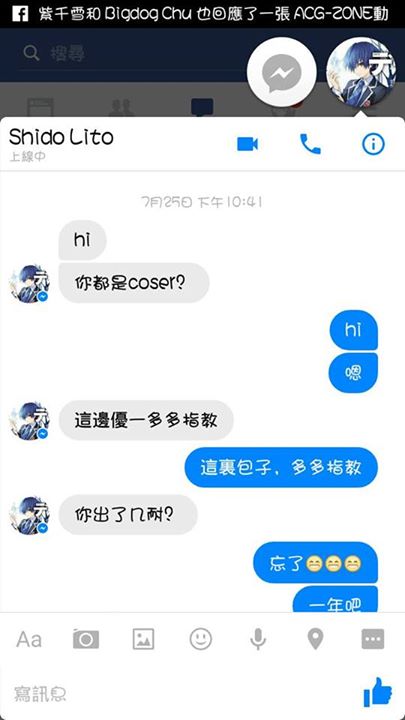 紫千雪和 Bigdog Chu 也回應了一張 ACG-ZONE動
搜尋
Shido Lito
上線中
7月25日 下午10:41
hi
你都是coser?
hi
嗯
這邊優一多多指教
這裏包子，多多指教
你出了几耐?
忘了😁😁😁
一年吧
Aa
寫訊息